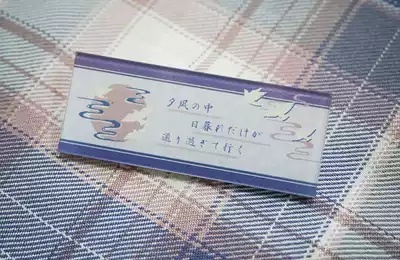 夕凪の中
日暮れだけが
通り過ぎて行く